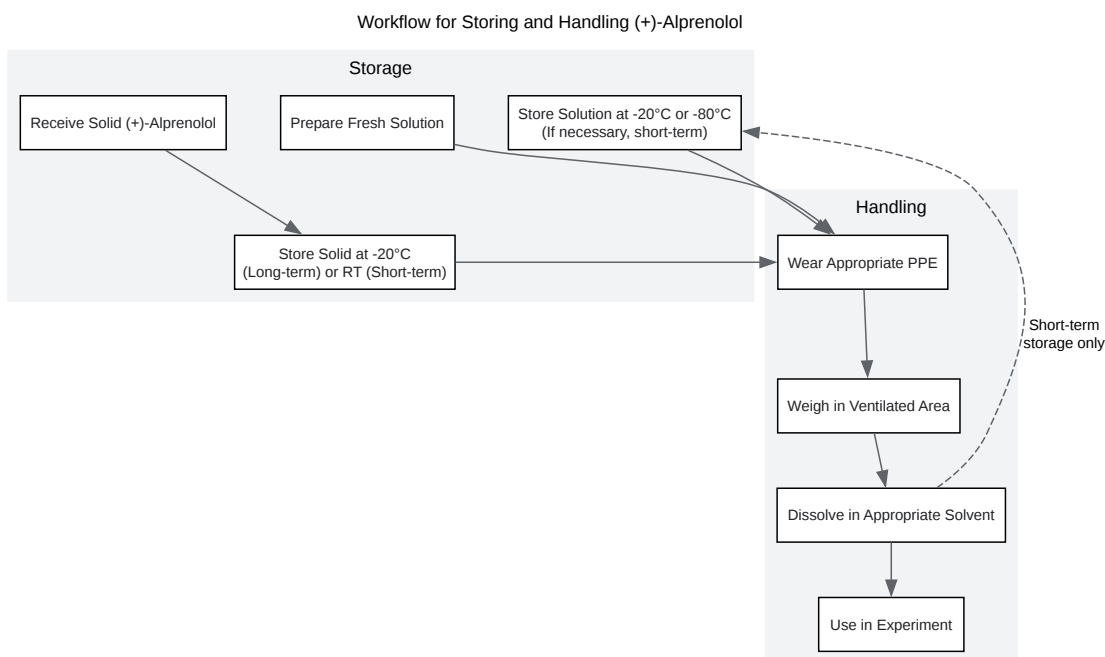 Workflow for Storing and Handling (+)-Alprenolol
Storage
Receive Solid (+)-Alprenolol
Prepare Fresh Solution
Store Solution at -20°C or -80°C
(If necessary, short-term)
Handling
Store Solid at -20°C
(Long-term) or RT (Short-term)
Wear Appropriate PPE
Short-term
storage only
Weigh in Ventilated Area
Dissolve in Appropriate Solvent
Use in Experiment